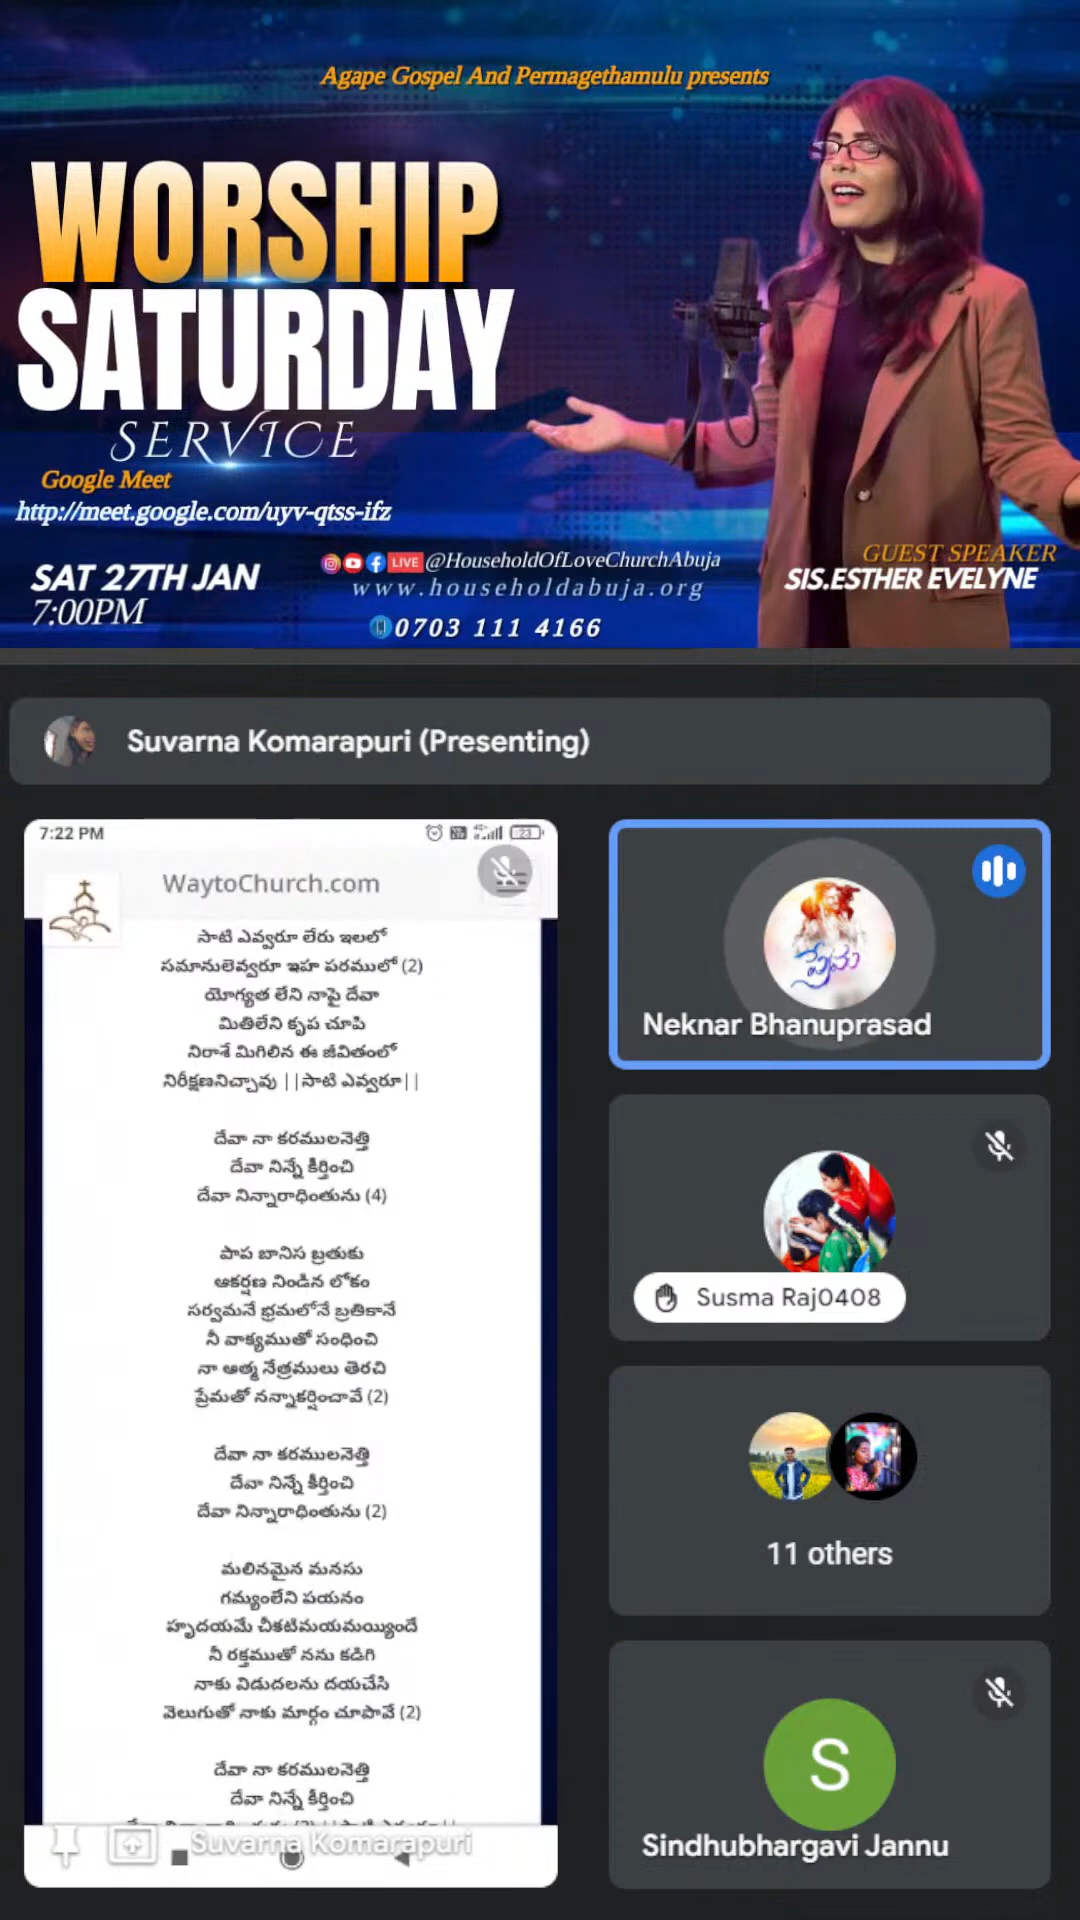 Agape Gospel And Permagethamulu presents
WORSHIP
SATURDAY
SERVICE
Google Meet
http://meet.google.com/uyv-qtss-ifz
SAT 27TH JAN
7:00PM
LIVE @HouseholdOfLoveChurchAbuja
www.householdabuja.org
0703 111 4166
GUEST SPEAKER
SIS.ESTHER EVELYNE
Suvarna Komarapuri (Presenting)
7:22 PM
23
WaytoChurch.com
సాటి ఎవ్వరూ లేరు ఇలలో
సమానులెవ్వరూ ఇహ పరములో (2)
యోగ్యత లేని నాపై దేవా
మితిలేని కృప చూపి
నిరాశే మిగిలిన ఈ జీవితంలో
నిరీక్షణనిచ్చావు ||సాటి ఎవ్వరూ||
దేవా నా కరములనెత్తి
దేవా నిన్నే కీర్తించి
దేవా నిన్నారాధింతును (4)
పాప బానిస బ్రతుకు
ఆకర్షణ నిండిన లోకం
సర్వమనే భ్రమలోనే బ్రతికానే
నీ వాక్యముతో సంధించి
నా ఆత్మ నేత్రములు తెరచి
ప్రేమతో నన్నాకర్షించావే (2)
దేవా నా కరములనెత్తి
దేవా నిన్నే కీర్తించి
దేవా నిన్నారాధింతును (2)
మలినమైన మనసు
గమ్యంలేని పయనం
హృదయమే చీకటిమయమయ్యిందే
నీ రక్తముతో నను కడిగి
నాకు విడుదలను దయచేసి
వెలుగుతో నాకు మార్గం చూపావే (2)
దేవా నా కరములనెత్తి
దేవా నిన్నే కీర్తించి
Suvarna Komarapuri
ప్రేమ
Neknar Bhanuprasad
Susma Raj0408
11 others
S
Sindhubhargavi Jannu